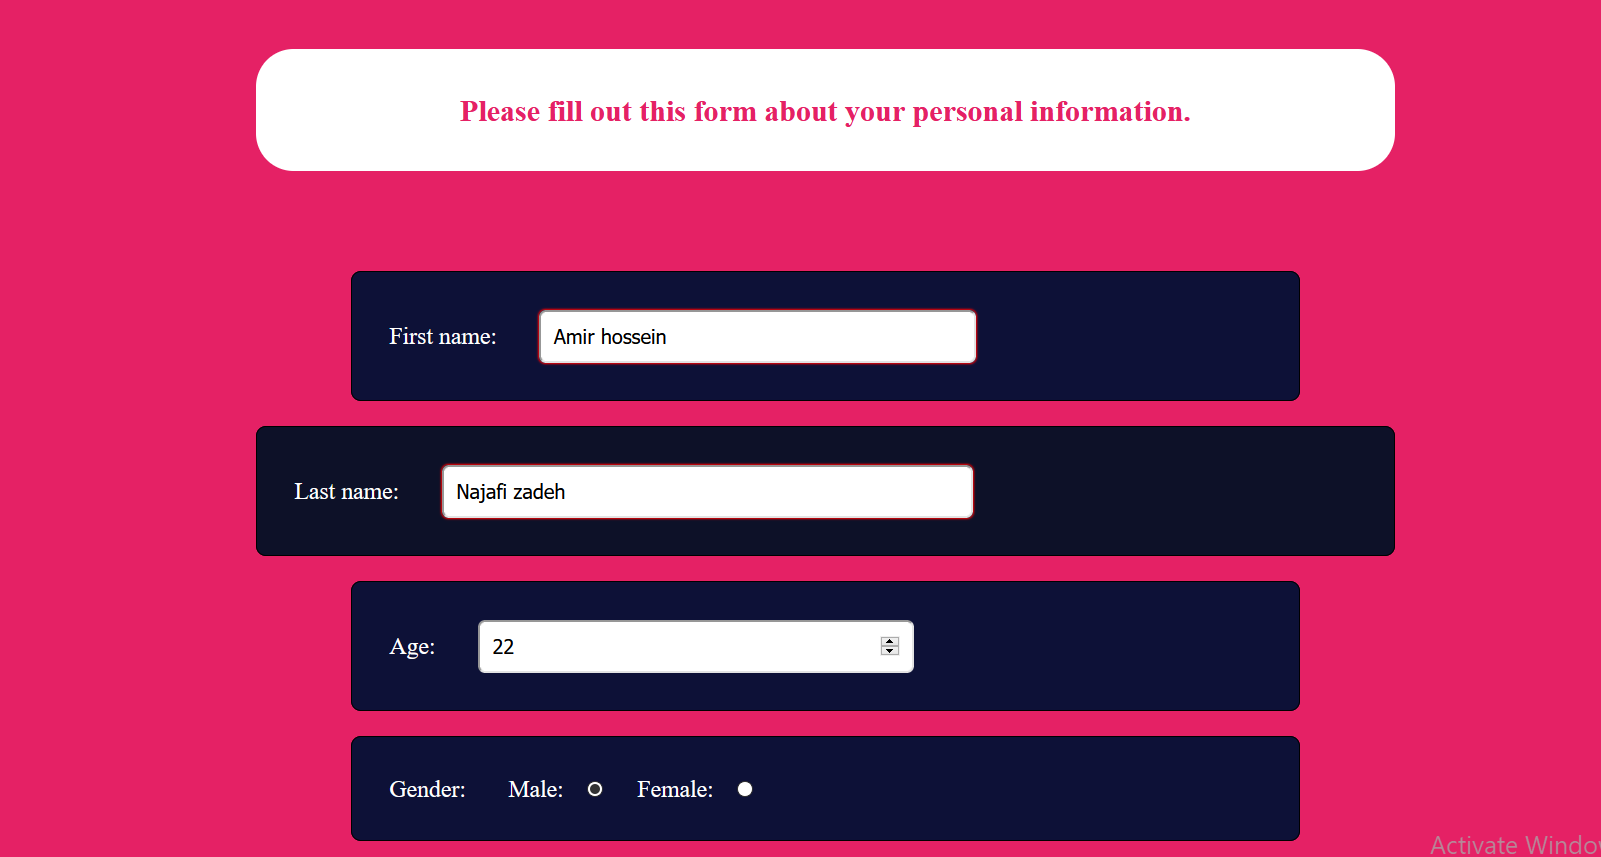 Please fill out this form about your personal information.
First name: Amir hossein
Last name: Najafi zadeh
Age: 22
Gender: Male: Female:
Activate